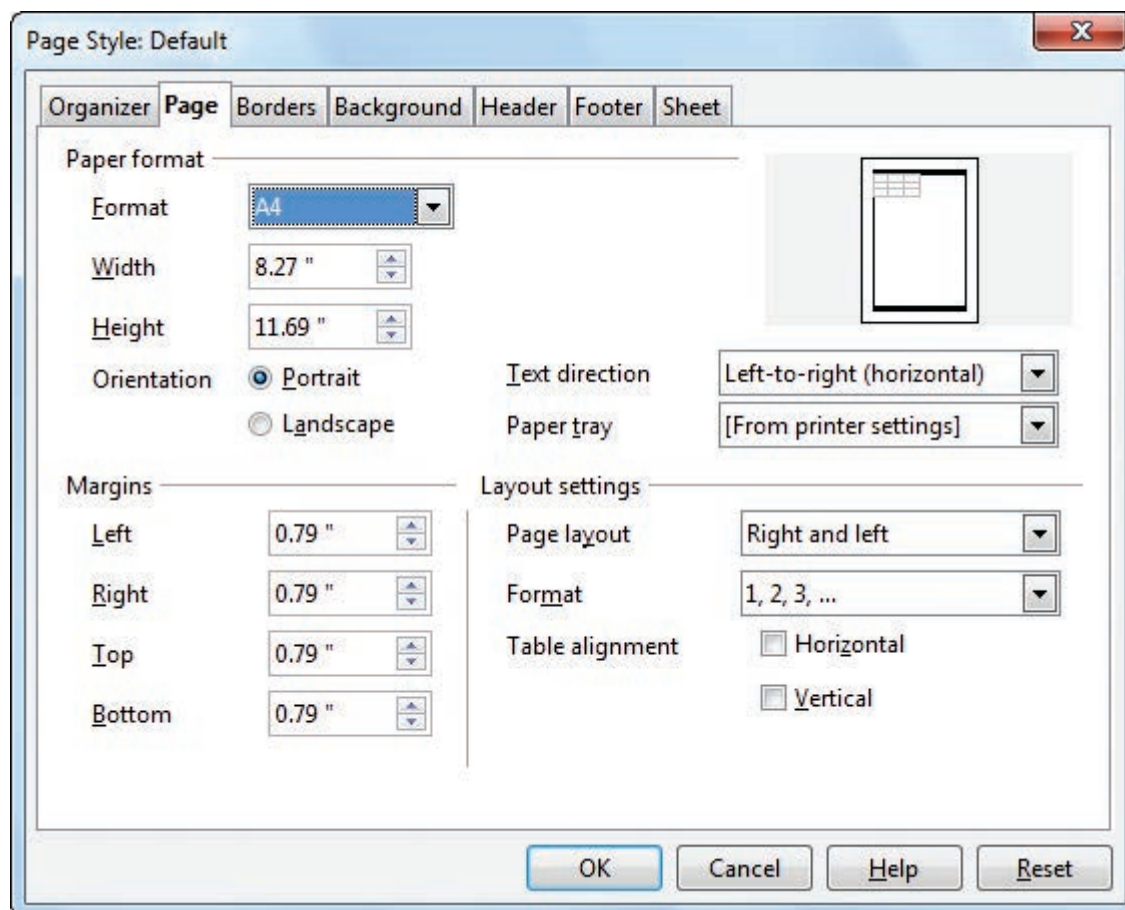 Page Style: Default
Organizer Page Borders Background Header Footer Sheet
Paper format
Format A4
Width 8.27 "
Height 11.69 "
Orientation Portrait
Landscape
Text direction Left-to-right (horizontal)
Paper tray [From printer settings]
Margins
Left 0.79 "
Right 0.79 "
Top 0.79 "
Bottom 0.79 "
Layout settings
Page layout Right and left
Format 1, 2, 3, ...
Table alignment Horizontal
Vertical
OK Cancel Help Reset